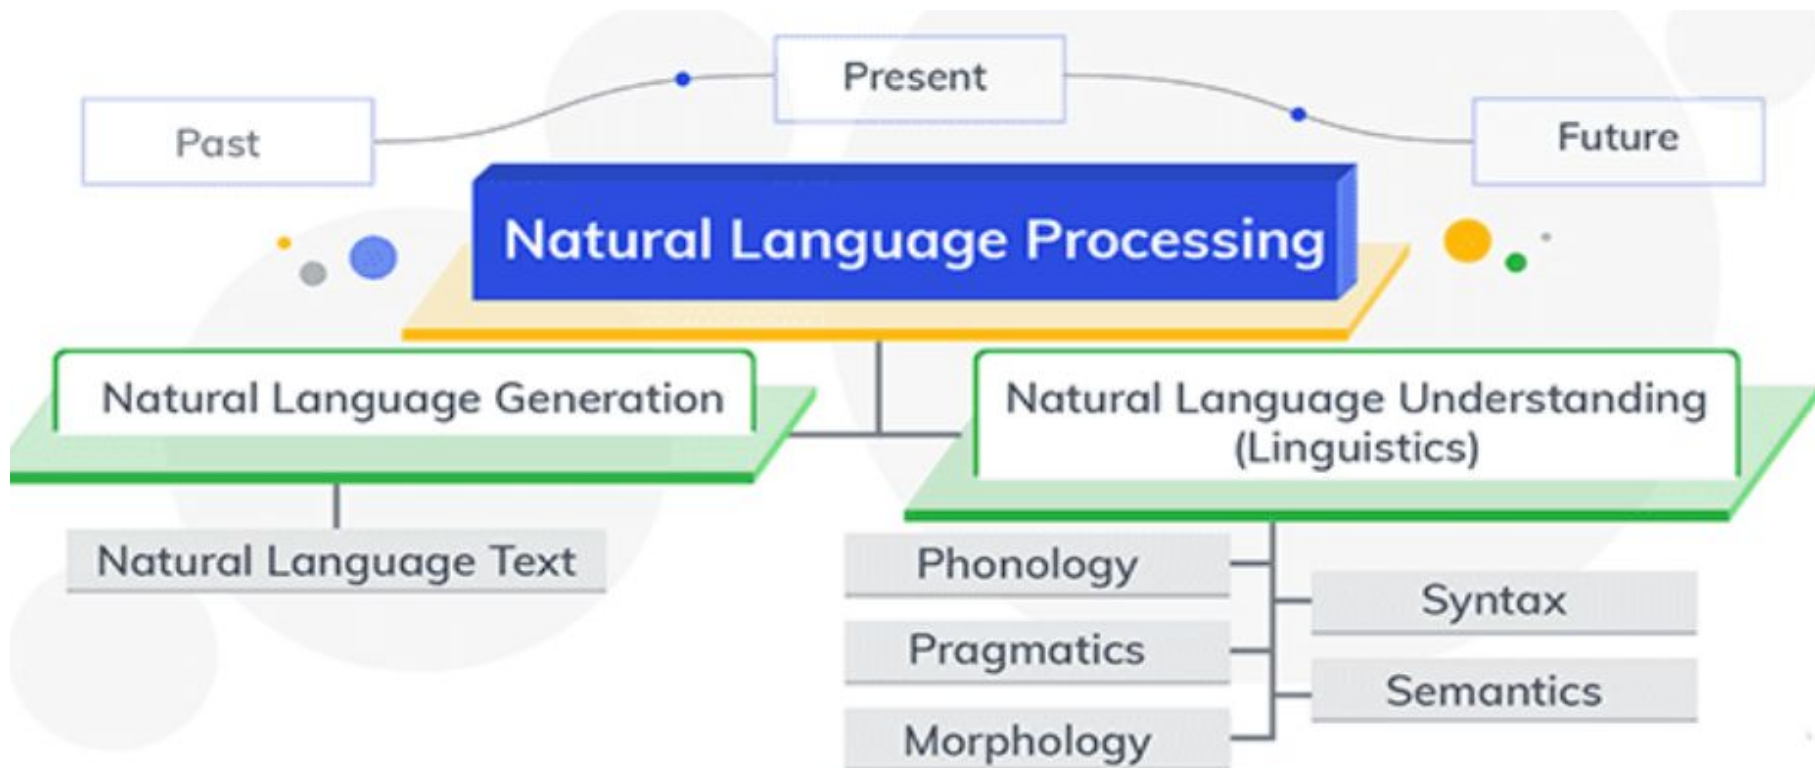 Past
Present
Future
Natural Language Processing
Natural Language Generation
Natural Language Understanding
(Linguistics)
Natural Language Text
Phonology
Syntax
Pragmatics
Semantics
Morphology